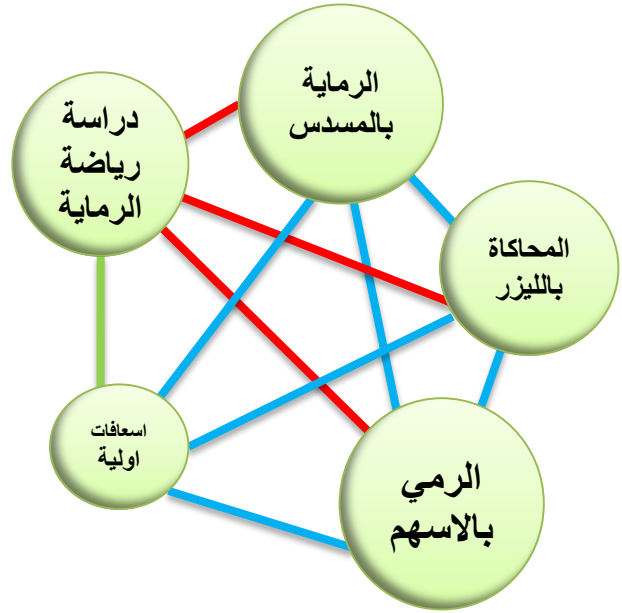 الرماية
بالمسدس
دراسة
رياضة
الرماية
المحاكاة
بالليزر
اسعافات
اولية
الرمي
بالاسهم